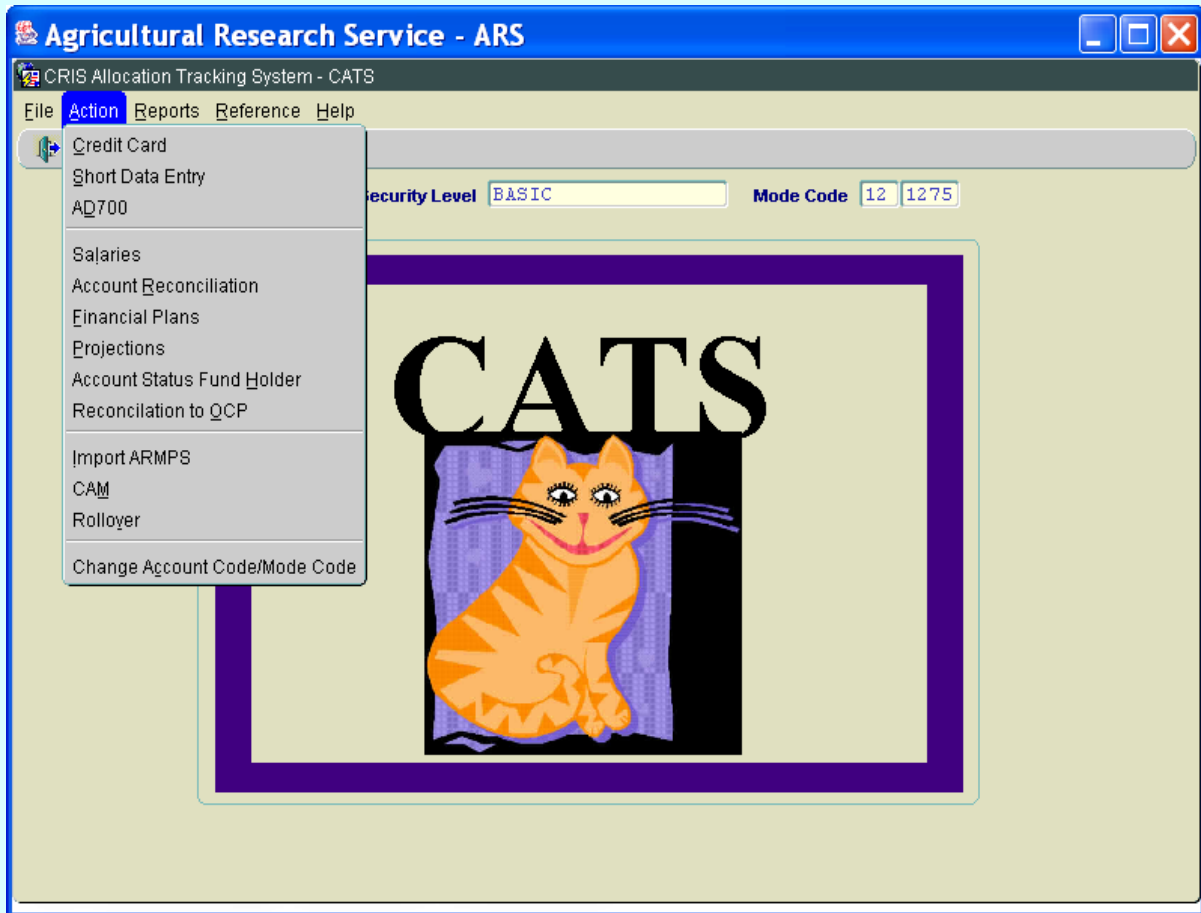 Agricultural Research Service - ARS
CRIS Allocation Tracking System - CATS
File Action Reports Reference Help
Credit Card
Short Data Entry
AD700
Security Level BASIC Mode Code 12 1275
Salaries
Account Reconciliation
Financial Plans
Projections
Account Status Fund Holder
Reconcilation to OCP
Import ARMPS
CAM
Rollover
Change Account Code/Mode Code
CATS